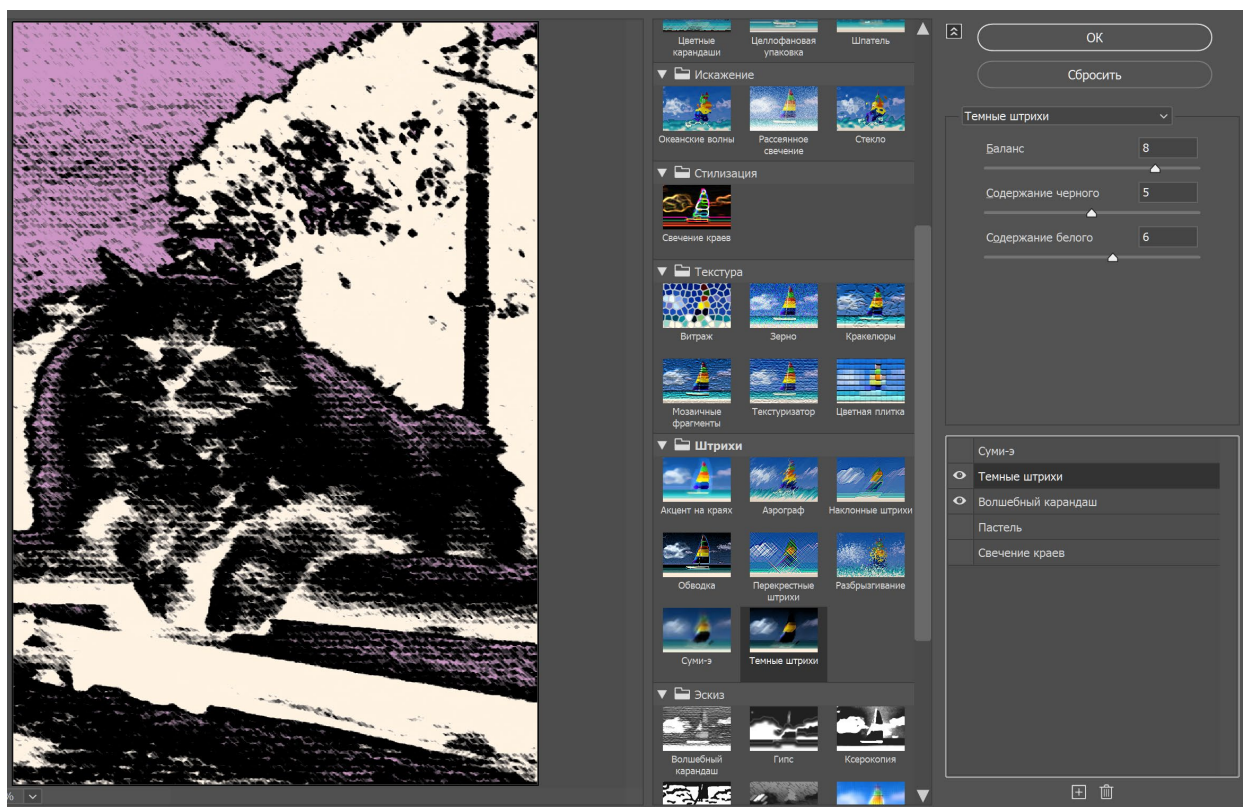 Цветные
карандаши
Целлофановая
упаковка
Шпатель
Искажение
Океанские волны
Рассеянное
свечение
Стекло
Стилизация
Свечение краев
Текстура
Витраж
Зерно
Кракелюры
Мозаичные
фрагменты
Текстуризатор
Цветная плитка
Штрихи
Акцент на краях
Аэрограф
Наклонные штрихи
Обводка
Перекрестные
штрихи
Разбрызгивание
Суми-э
Темные штрихи
Эскиз
Волшебный
карандаш
Гипс
Ксерокопия
ОК
Сбросить
Темные штрихи
Баланс 8
Содержание черного 5
Содержание белого 6
Суми-э
Темные штрихи
Волшебный карандаш
Пастель
Свечение краев
%